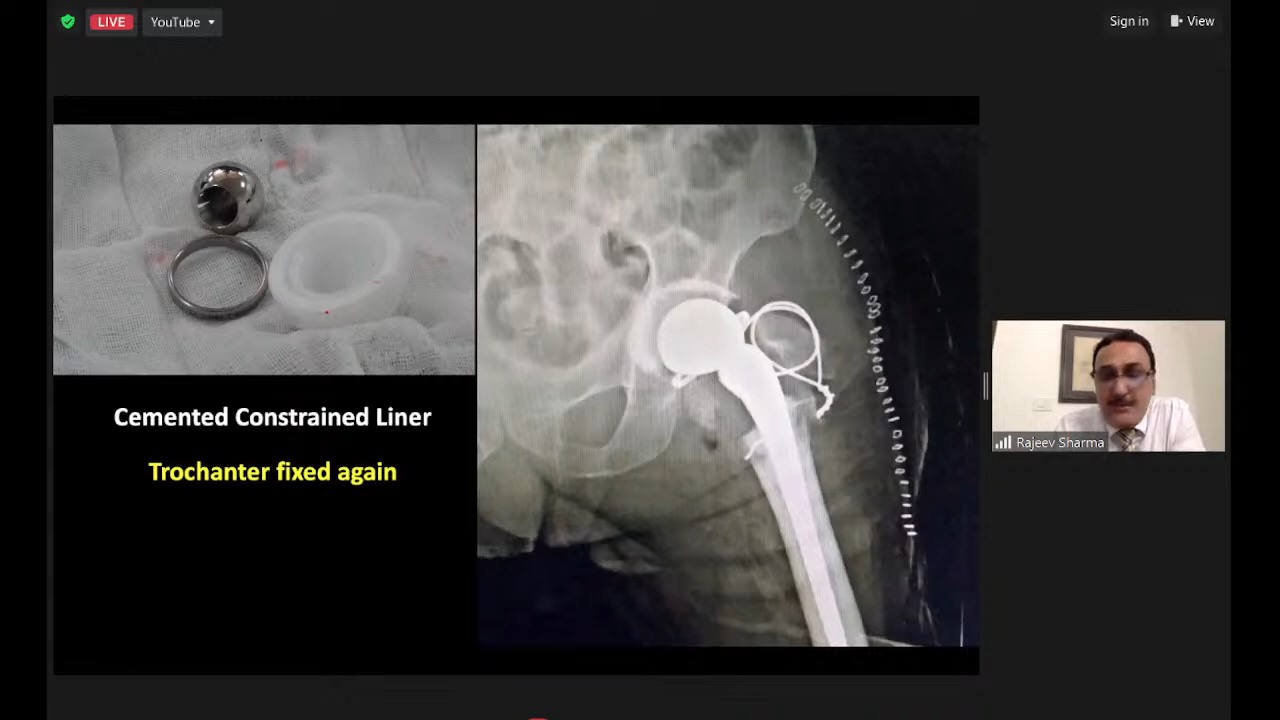 LIVE
YouTube
Sign in
View
Cemented Constrained Liner
Trochanter fixed again
Rajeev Sharma